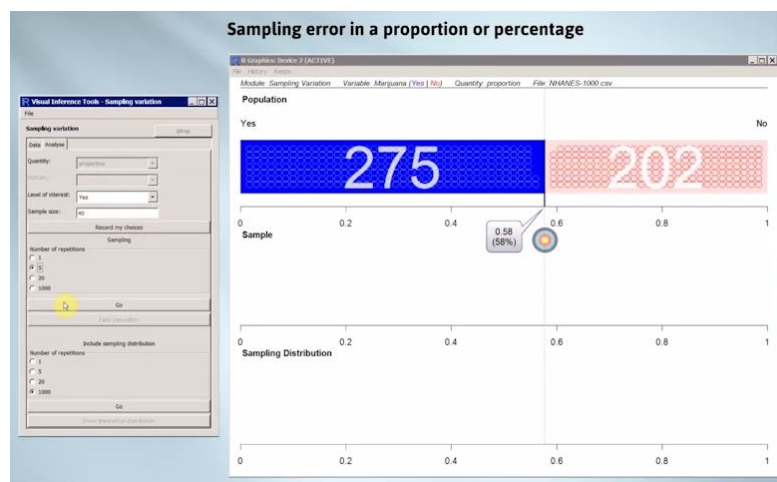 Sampling error in a proportion or percentage
R Graphics: Device 2 (ACTIVE)
File History Resize
Module: Sampling Variation Variable: Marijuana (Yes | No) Quantity: proportion File: NHANES-1000.csv
Population
Yes No
275 202
0 0.2 0.4 0.6 0.8 1
0.58
(58%)
Sample
0 0.2 0.4 0.6 0.8 1
Sampling Distribution
0 0.2 0.4 0.6 0.8 1
Visual Inference Tools - Sampling variation
File
Sampling variation
Data Analyse
Quantity: proportion
Level of interest: Yes
Sample size: 40
Record my choices
Sampling
Number of repetitions
1
5
20
1000
Go
Include sampling distribution
Number of repetitions
1
5
20
1000
Go